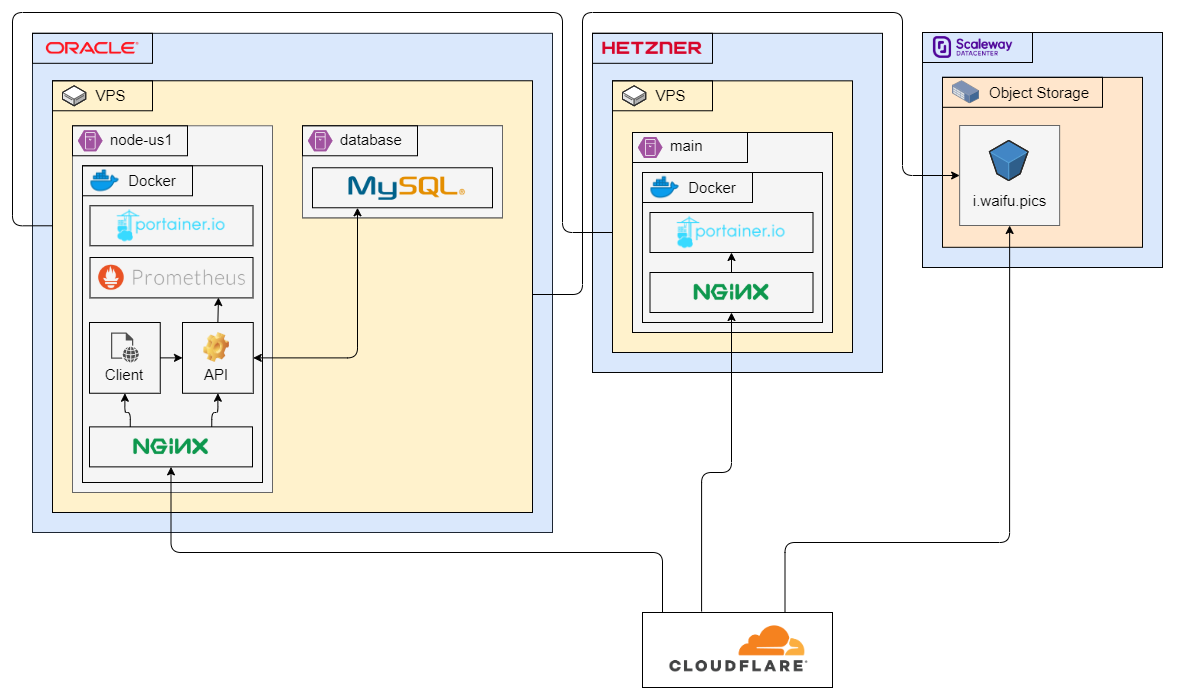 ORACLE
VPS
node-us1
Docker
portainer.io
Prometheus
Client
API
NGINX
database
MySQL
HETZNER
VPS
main
Docker
portainer.io
NGINX
Scaleway
DATACENTER
Object Storage
i.waifu.pics
CLOUDFLARE